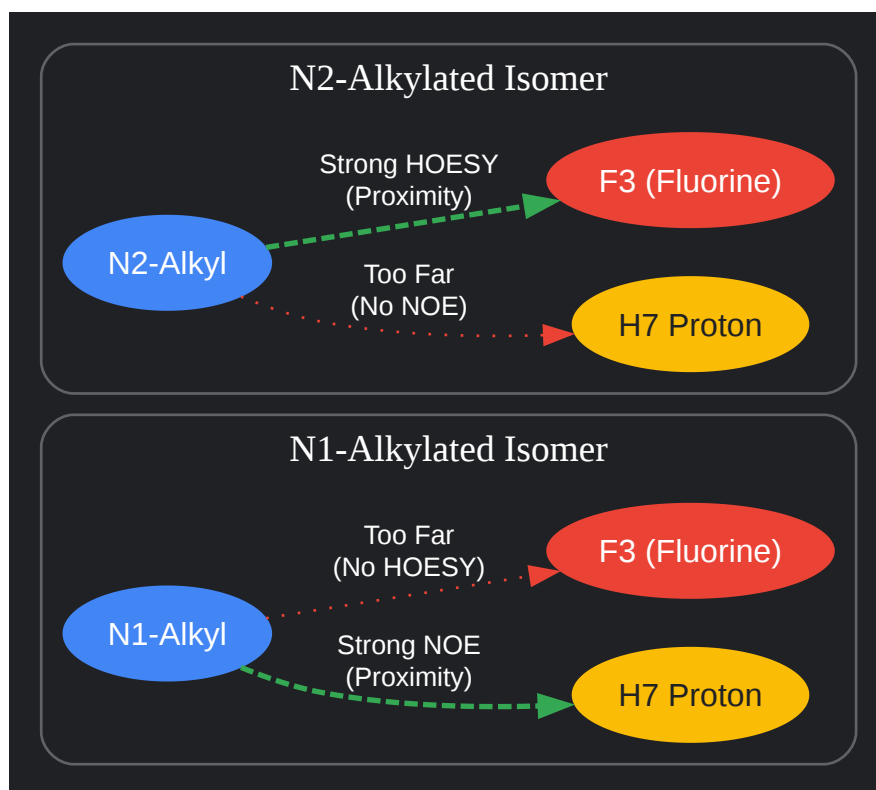 N2-Alkylated Isomer
Strong HOESY
(Proximity)
F3 (Fluorine)
N2-Alkyl
Too Far
(No NOE)
H7 Proton
N1-Alkylated Isomer
Too Far
(No HOESY)
F3 (Fluorine)
N1-Alkyl
Strong NOE
(Proximity)
H7 Proton